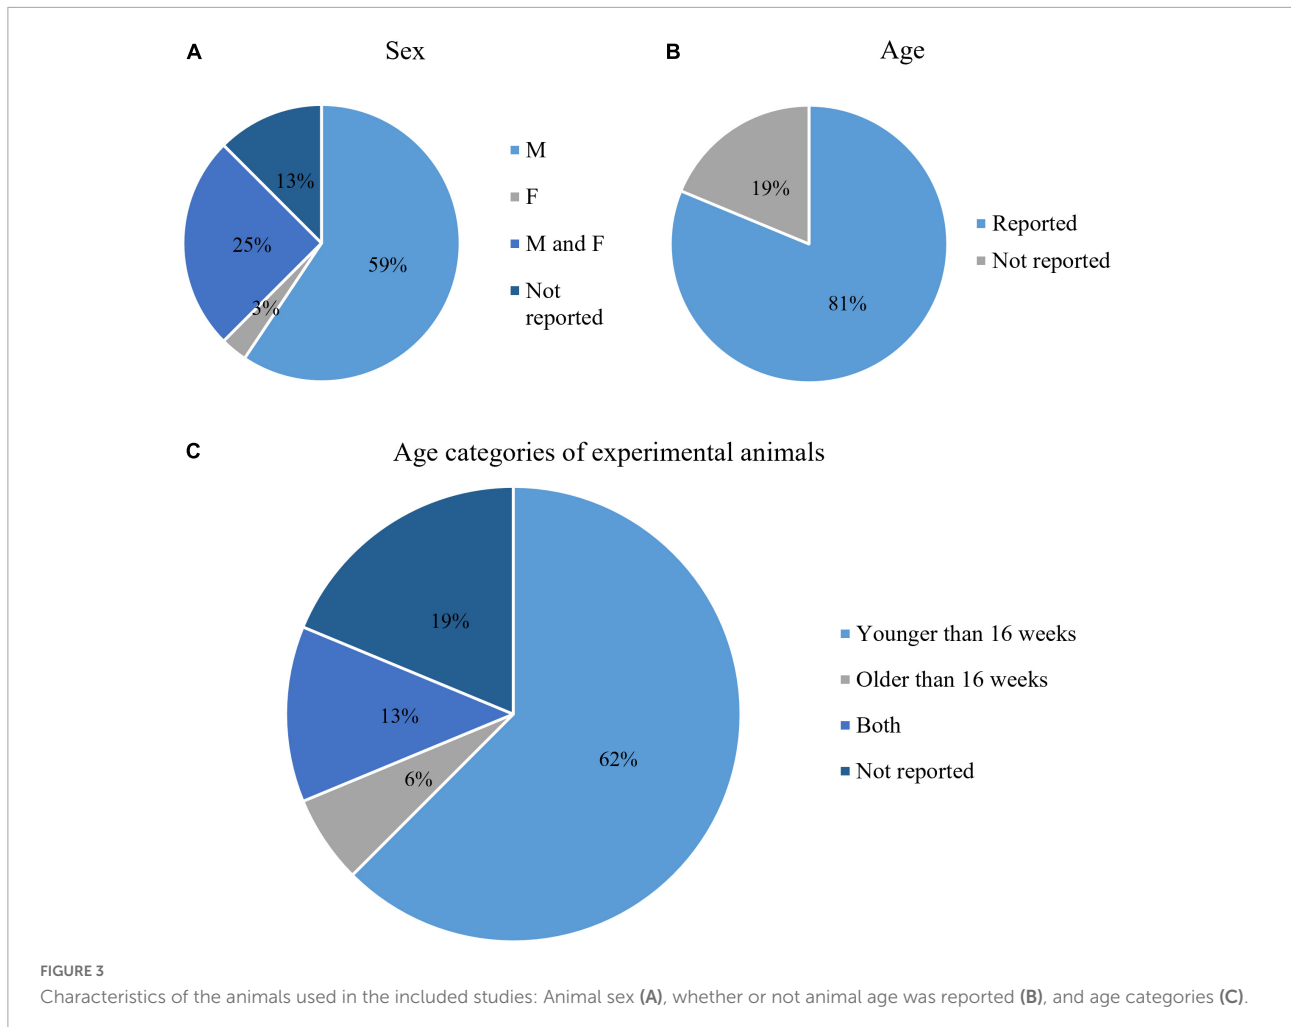 A
Sex
13%
25%
3%
59%
M
F
M and F
Not
reported
B
Age
19%
81%
Reported
Not reported
C
Age categories of experimental animals
19%
13%
6%
62%
Younger than 16 weeks
Older than 16 weeks
Both
Not reported
FIGURE 3
Characteristics of the animals used in the included studies: Animal sex (A), whether or not animal age was reported (B), and age categories (C).